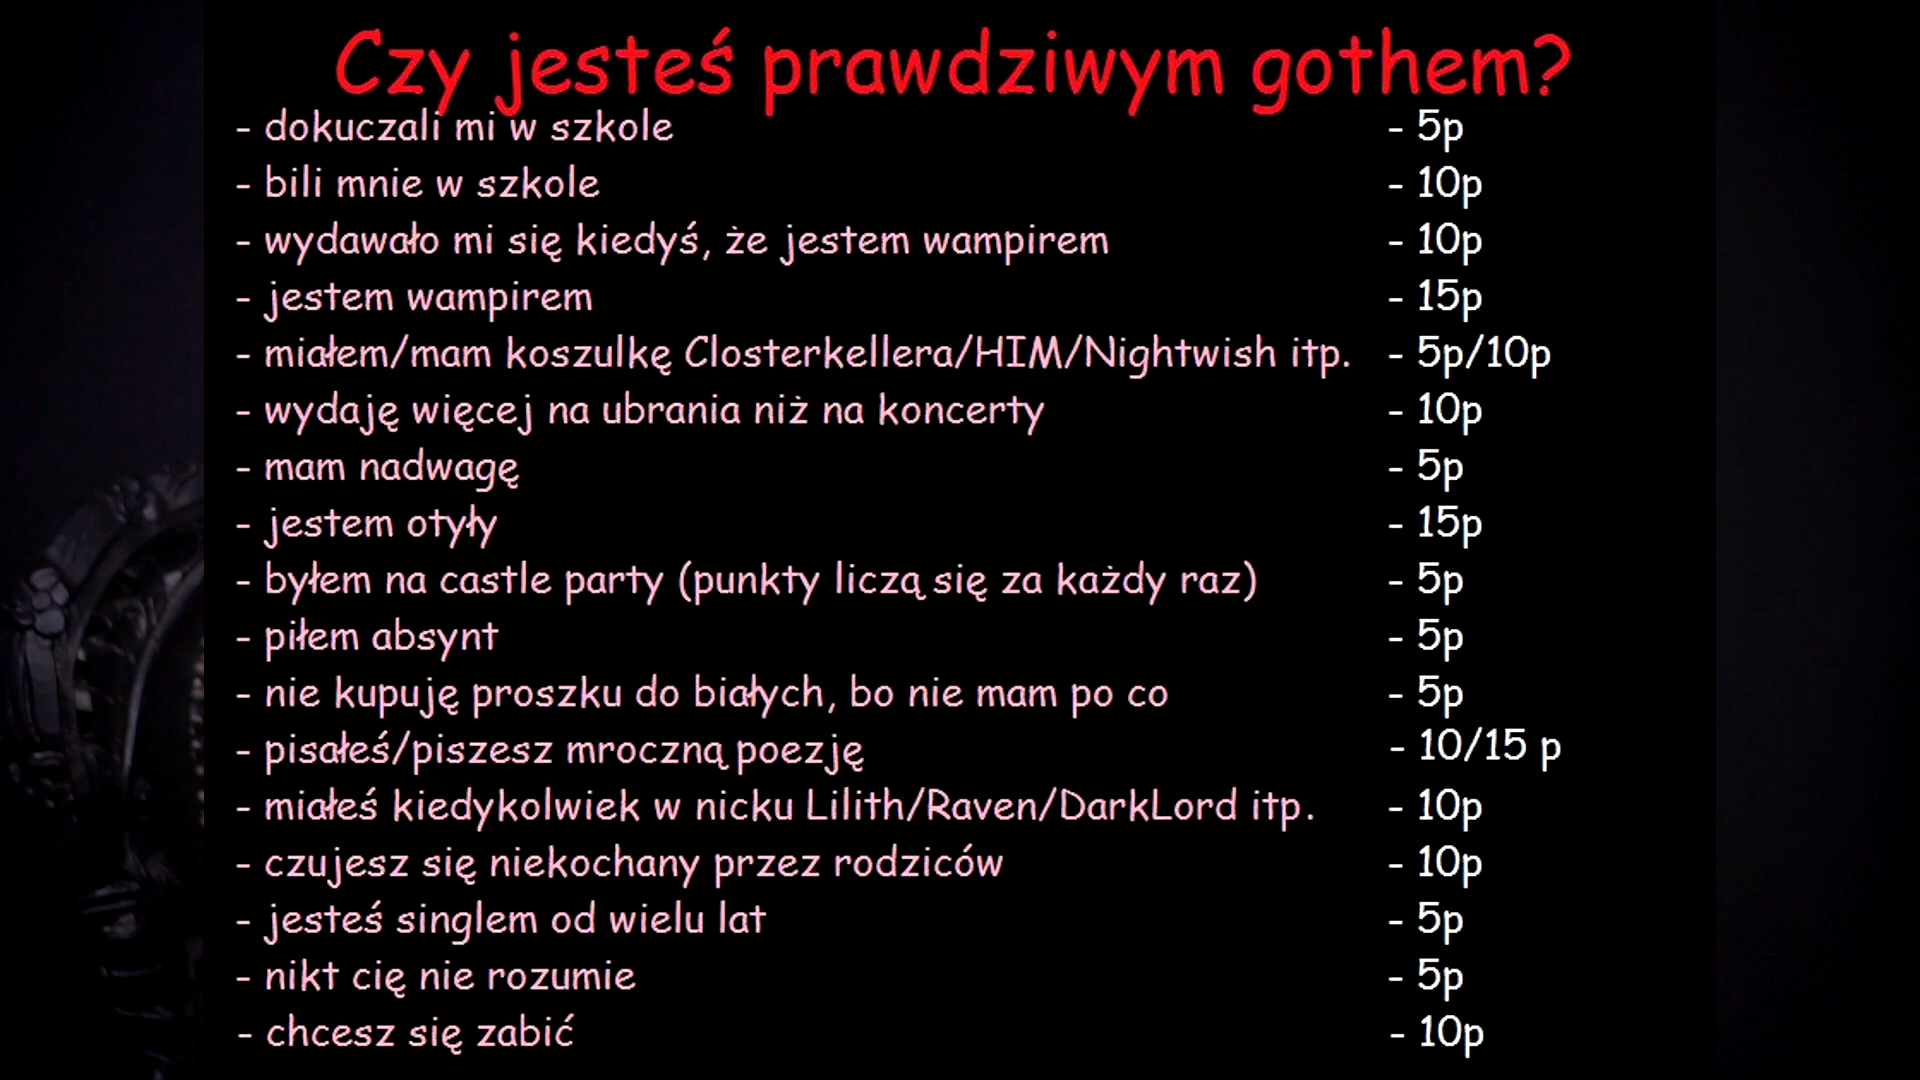 Czy jesteś prawdziwym gothem?
- dokuczali mi w szkole - 5p
- bili mnie w szkole - 10p
- wydawało mi się kiedyś, że jestem wampirem - 10p
- jestem wampirem - 15p
- miałem/mam koszulkę Closterkellera/HIM/Nightwish itp. - 5p/10p
- wydaję więcej na ubrania niż na koncerty - 10p
- mam nadwagę - 5p
- jestem otyły - 15p
- byłem na castle party (punkty liczą się za każdy raz) - 5p
- piłem absynt - 5p
- nie kupuję proszku do białych, bo nie mam po co - 5p
- pisałeś/piszesz mroczną poezję - 10/15 p
- miałeś kiedykolwiek w nicku Lilith/Raven/DarkLord itp. - 10p
- czujesz się niekochany przez rodziców - 10p
- jesteś singlem od wielu lat - 5p
- nikt cię nie rozumie - 5p
- chcesz się zabić - 10p